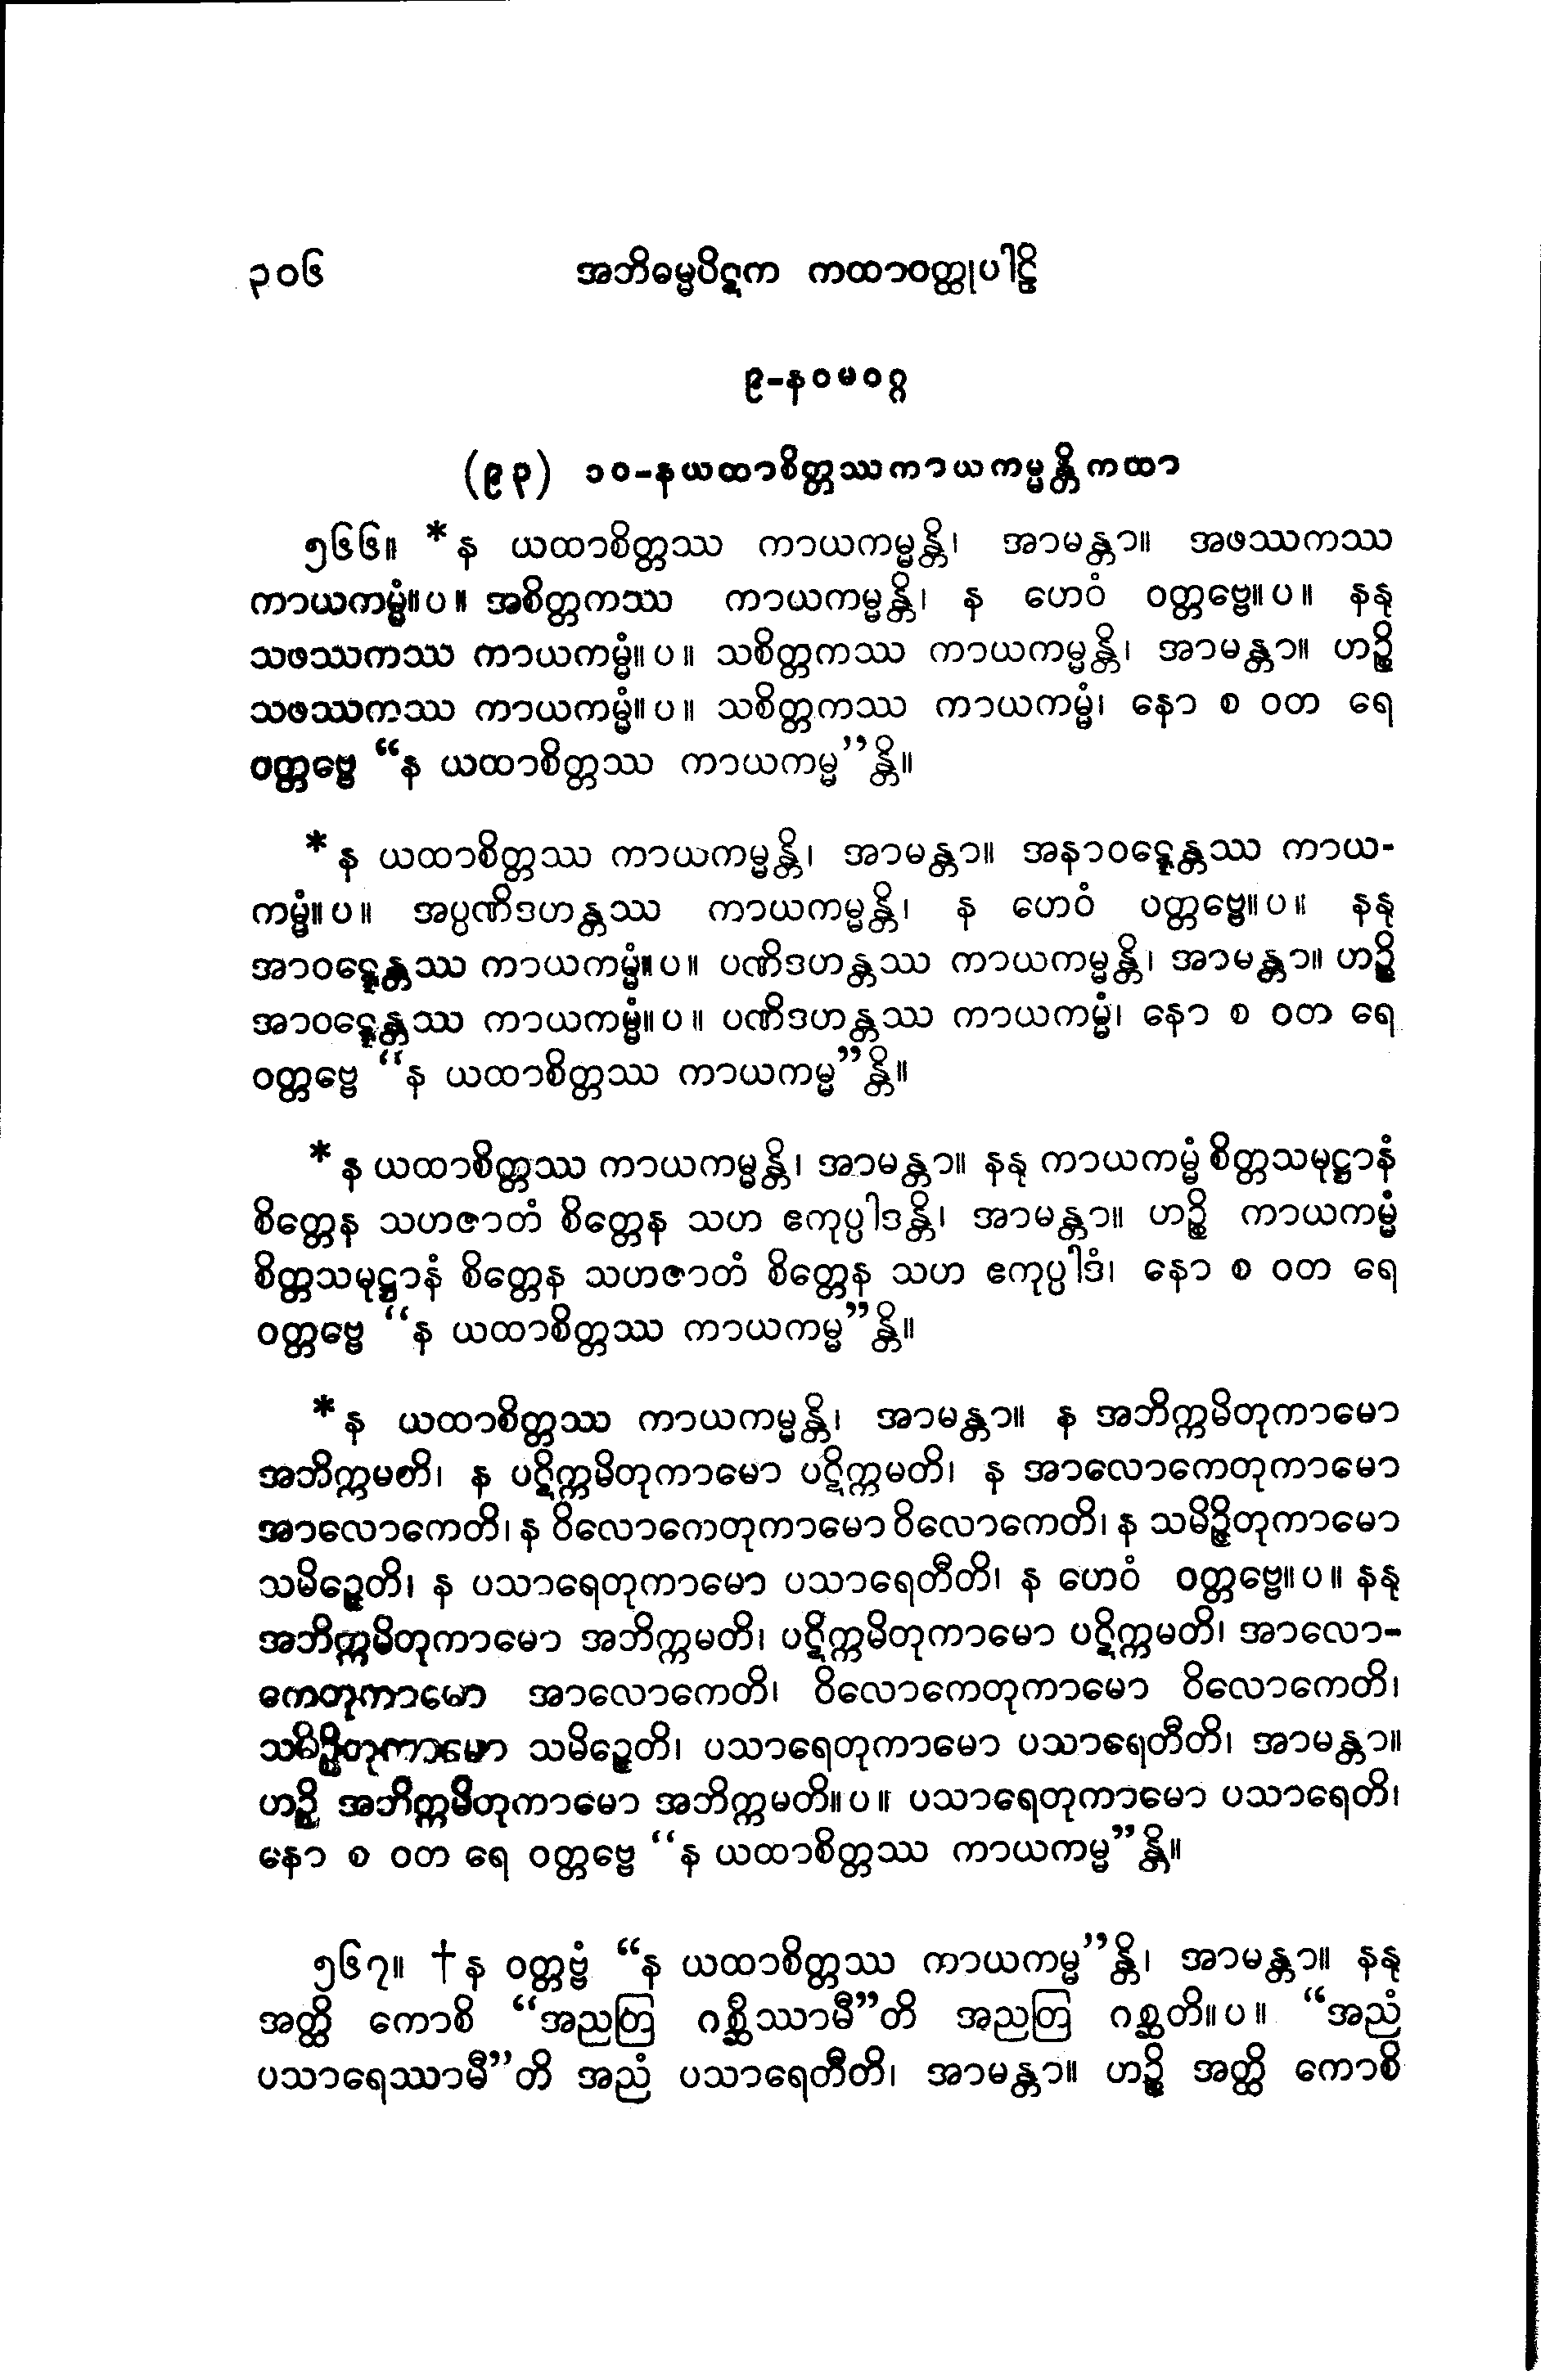 ၃၀၆ အဘိဓမ္မပိဋက ကထာဝတ္ထုပါဠိ
၉-နဝမဝဂ္ဂ
(၉၃) ၁၀-နယထာစိတ္တဿကာယကမ္မန္တိကထာ
၅၆၆။ *န ယထာစိတ္တဿ ကာယကမ္မန္တိ၊ အာမန္တာ။ အဖဿကဿ
ကာယကမ္မံ။ပ။ အစိတ္တကဿ ကာယကမ္မန္တိ၊ န ဟေဝံ ဝတ္တဗ္ဗေ။ပ။ နနု
သဖဿကဿ ကာယကမ္မံ။ပ။ သစိတ္တကဿ ကာယကမ္မန္တိ၊ အာမန္တာ။ ဟဉ္စိ
သဖဿကဿ ကာယကမ္မံ။ပ။ သစိတ္တကဿ ကာယကမ္မံ၊ နော စ ဝတ ရေ
ဝတ္တဗ္ဗေ “န ယထာစိတ္တဿ ကာယကမ္မ”န္တိ။
*န ယထာစိတ္တဿ ကာယကမ္မန္တိ၊ အာမန္တာ။ အနာဝဋ္ဋေန္တဿ ကာယ-
ကမ္မံ။ပ။ အပ္ပဏိဒဟန္တဿ ကာယကမ္မန္တိ၊ န ဟေဝံ ဝတ္တဗ္ဗေ။ပ။ နနု
အာဝဋ္ဋေန္တဿ ကာယကမ္မံ။ပ။ ပဏိဒဟန္တဿ ကာယကမ္မန္တိ၊ အာမန္တာ။ ဟဉ္စိ
အာဝဋ္ဋေန္တဿ ကာယကမ္မံ။ပ။ ပဏိဒဟန္တဿ ကာယကမ္မံ၊ နော စ ဝတ ရေ
ဝတ္တဗ္ဗေ “န ယထာစိတ္တဿ ကာယကမ္မ”န္တိ။
*န ယထာစိတ္တဿ ကာယကမ္မန္တိ၊ အာမန္တာ။ နနု ကာယကမ္မံ စိတ္တသမုဋ္ဌာနံ
စိတ္တေန သဟဇာတံ စိတ္တေန သဟ ဧကုပ္ပါဒန္တိ၊ အာမန္တာ။ ဟဉ္စိ ကာယကမ္မံ
စိတ္တသမုဋ္ဌာနံ စိတ္တေန သဟဇာတံ စိတ္တေန သဟ ဧကုပ္ပါဒံ၊ နော စ ဝတ ရေ
ဝတ္တဗ္ဗေ “န ယထာစိတ္တဿ ကာယကမ္မ”န္တိ။
*န ယထာစိတ္တဿ ကာယကမ္မန္တိ၊ အာမန္တာ။ န အဘိက္ကမိတုကာမော
အဘိက္ကမတိ၊ န ပဋိက္ကမိတုကာမော ပဋိက္ကမတိ၊ န အာလောကေတုကာမော
အာလောကေတိ၊ န ဝိလောကေတုကာမော ဝိလောကေတိ၊ န သမိဉ္ဇိတုကာမော
သမိဉ္ဇေတိ၊ န ပသာရေတုကာမော ပသာရေတီတိ၊ န ဟေဝံ ဝတ္တဗ္ဗေ။ပ။ နနု
အဘိက္ကမိတုကာမော အဘိက္ကမတိ၊ ပဋိက္ကမိတုကာမော ပဋိက္ကမတိ၊ အာလော-
ကေတုကာမော အာလောကေတိ၊ ဝိလောကေတုကာမော ဝိလောကေတိ၊
သမိဉ္ဇိတုကာမော သမိဉ္ဇေတိ၊ ပသာရေတုကာမော ပသာရေတီတိ၊ အာမန္တာ။
ဟဉ္စိ အဘိက္ကမိတုကာမော အဘိက္ကမတိ။ပ။ ပသာရေတုကာမော ပသာရေတိ၊
နော စ ဝတ ရေ ဝတ္တဗ္ဗေ “န ယထာစိတ္တဿ ကာယကမ္မ”န္တိ။
၅၆၇။ †န ဝတ္တဗ္ဗံ “န ယထာစိတ္တဿ ကာယကမ္မ”န္တိ၊ အာမန္တာ။ နနု
အတ္ထိ ကောစိ “အညတြ ဂစ္ဆိဿာမီ”တိ အညတြ ဂစ္ဆတိ။ပ။ “အညံ
ပသာရေဿာမီ”တိ အညံ ပသာရေတီတိ၊ အာမန္တာ။ ဟဉ္စိ အတ္ထိ ကောစိ